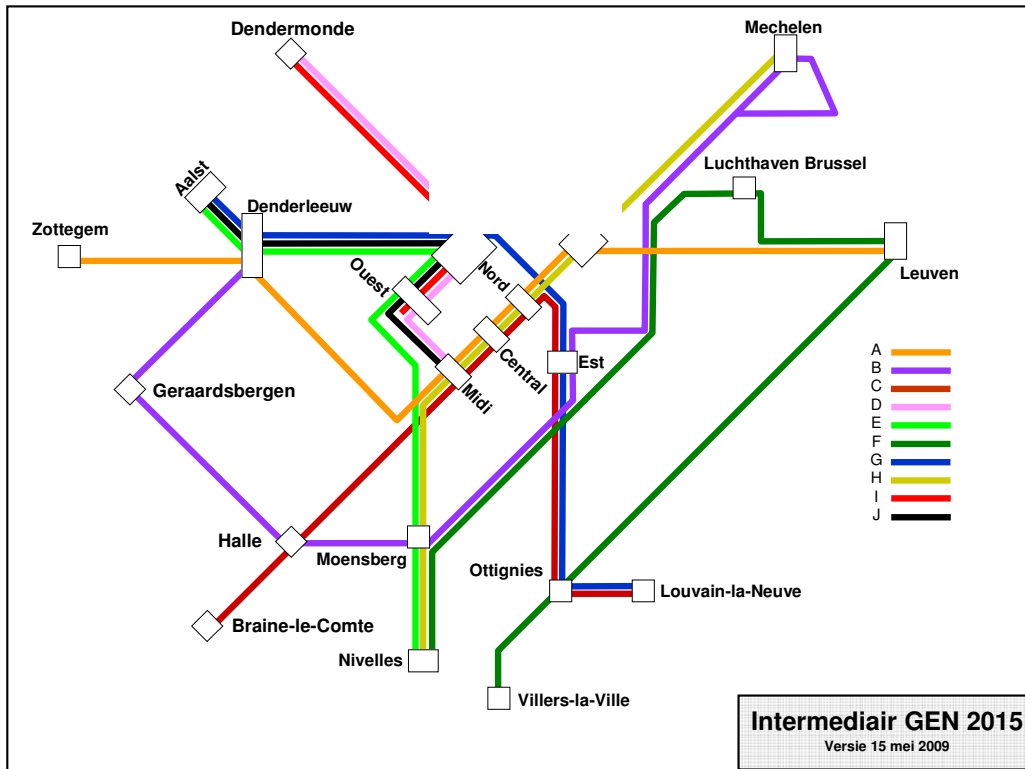 Dendermonde
Mechelen
Luchthaven Brussel
Aalst
Denderleeuw
Zottegem
Leuven
Ouest
Nord
Central
Est
Midi
Geraardsbergen
A
B
C
D
E
F
G
H
I
J
Halle
Moensberg
Ottignies
Louvain-la-Neuve
Braine-le-Comte
Nivelles
Villers-la-Ville
Intermediair GEN 2015
Versie 15 mei 2009